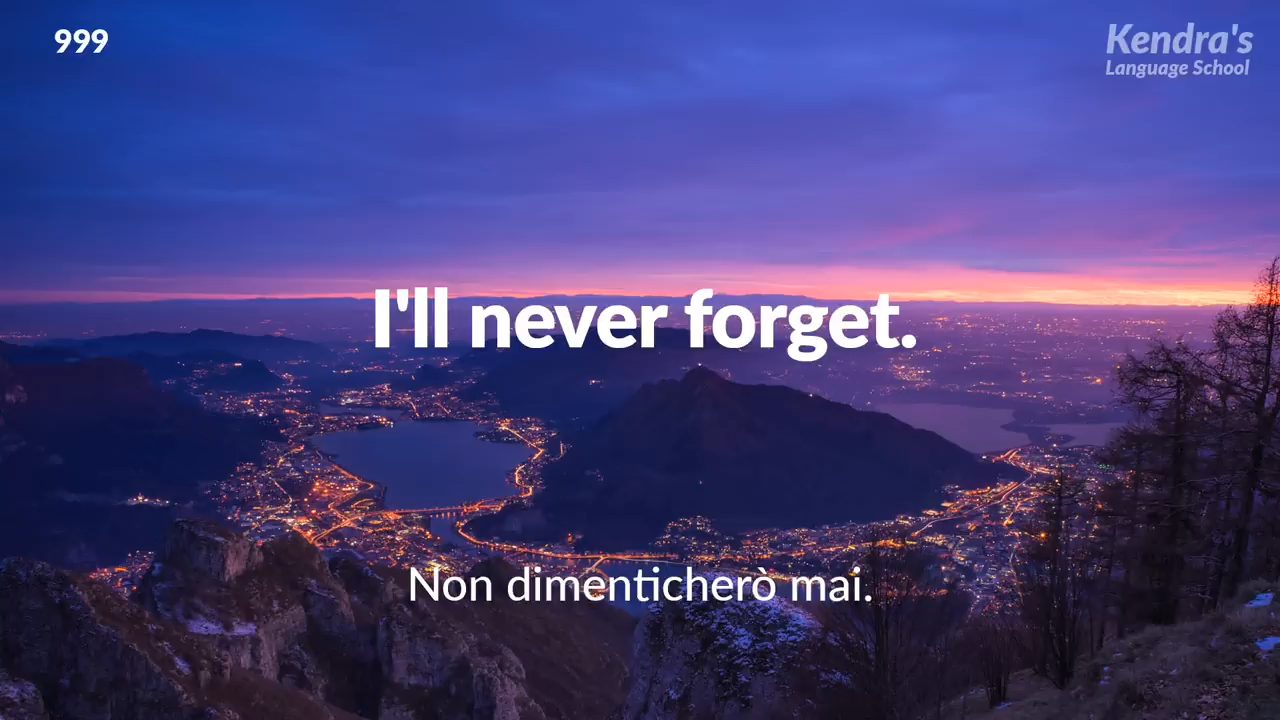 999
Kendra's
Language School
I'll never forget.
Non dimenticherò mai.